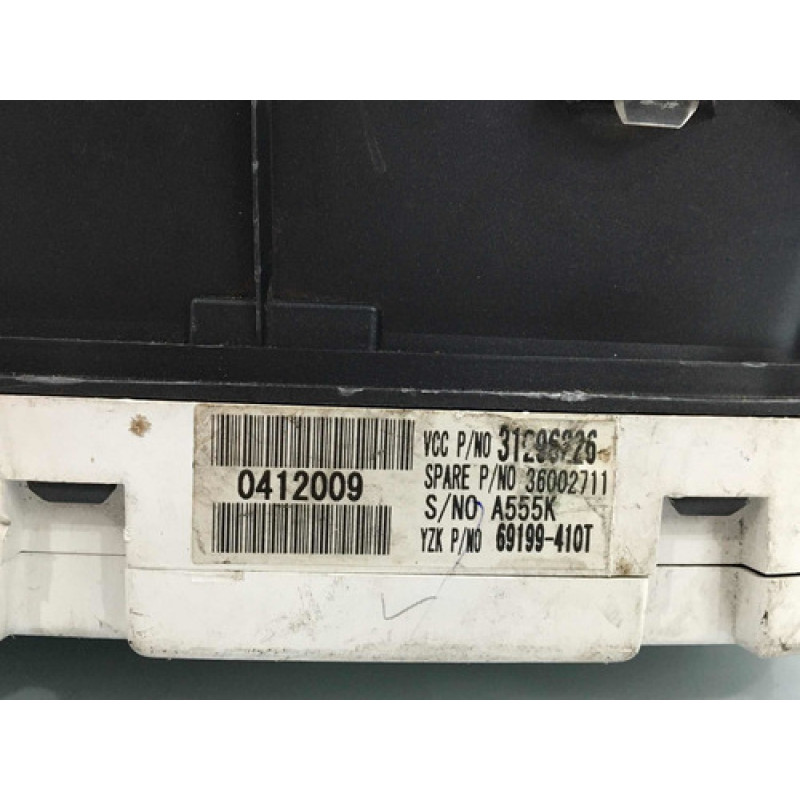 0412009
VCC P/NO 31296226
SPARE P/NO 36002711
S/NO A555K
YZK P/NO 69199-410T